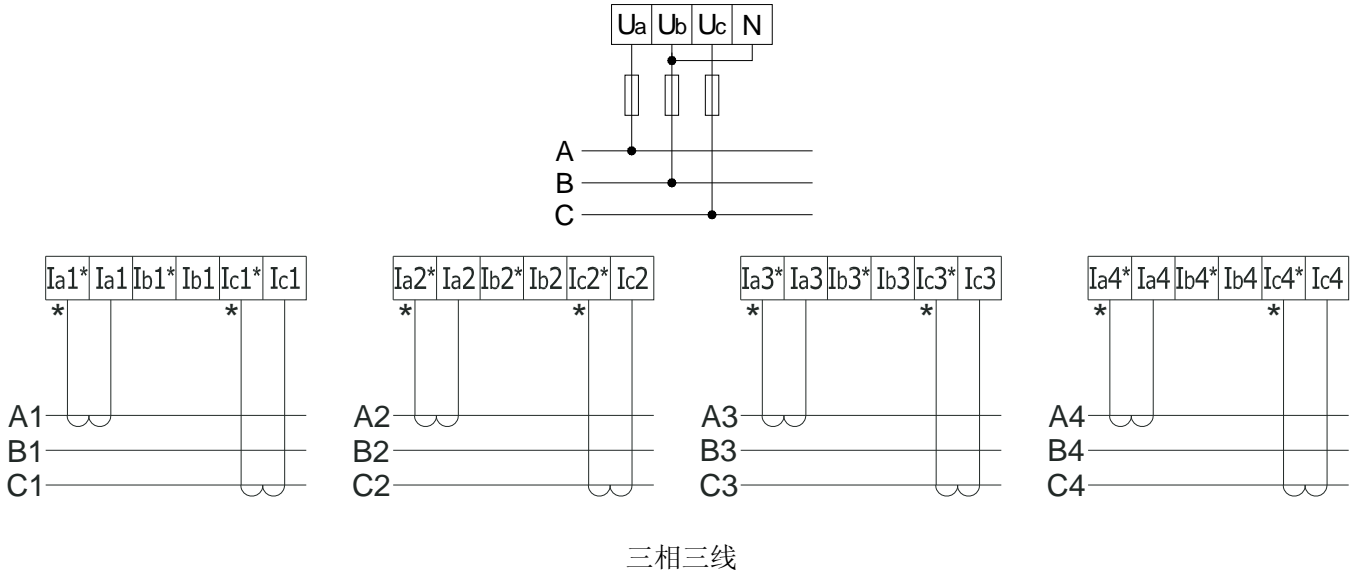 Ua Ub Uc N
A
B
C
Ia1* Ia1 Ib1* Ib1 Ic1* Ic1
* *
A1
B1
C1
Ia2* Ia2 Ib2* Ib2 Ic2* Ic2
* *
A2
B2
C2
Ia3* Ia3 Ib3* Ib3 Ic3* Ic3
* *
A3
B3
C3
Ia4* Ia4 Ib4* Ib4 Ic4* Ic4
* *
A4
B4
C4
三相三线